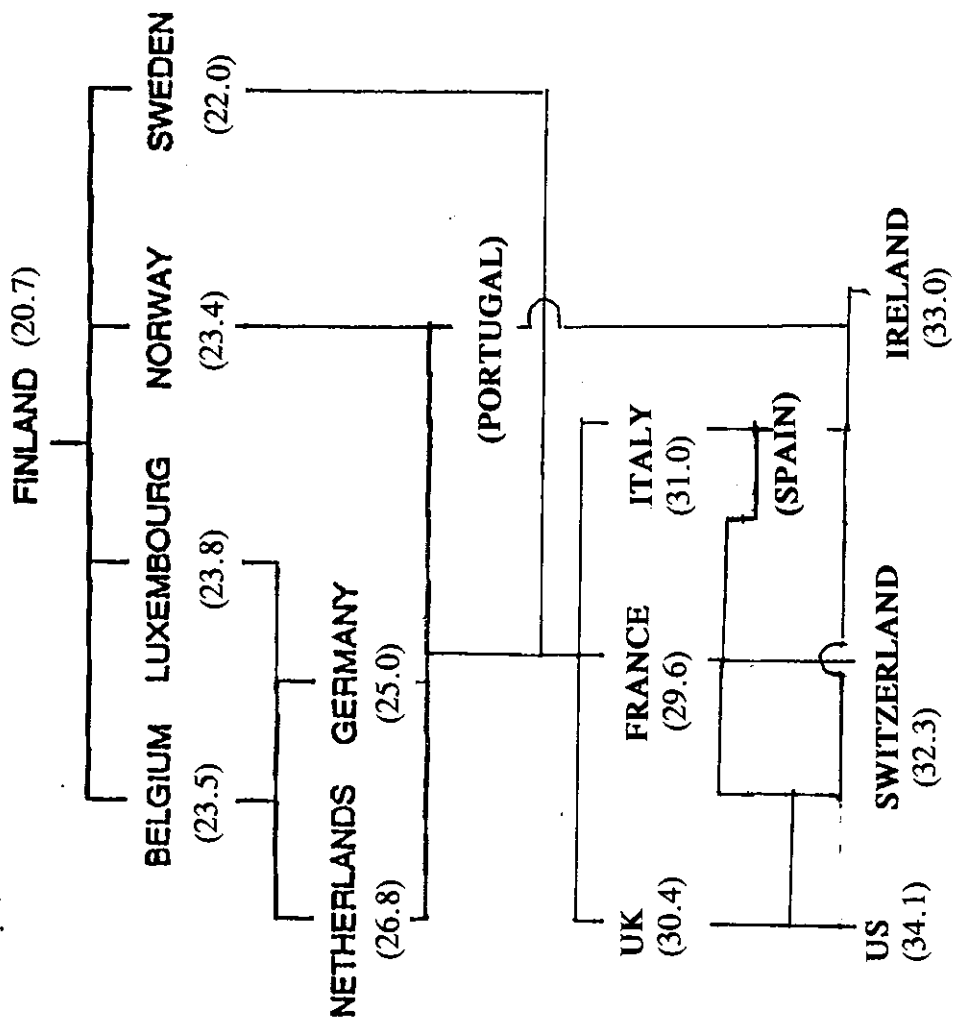 FINLAND (20.7)
BELGIUM LUXEMBOURG NORWAY SWEDEN
(23.5) (23.8) (23.4) (22.0)
NETHERLANDS GERMANY
(26.8) (25.0)
(PORTUGAL)
UK FRANCE ITALY
(30.4) (29.6) (31.0)
(SPAIN)
US SWITZERLAND IRELAND
(34.1) (32.3) (33.0)